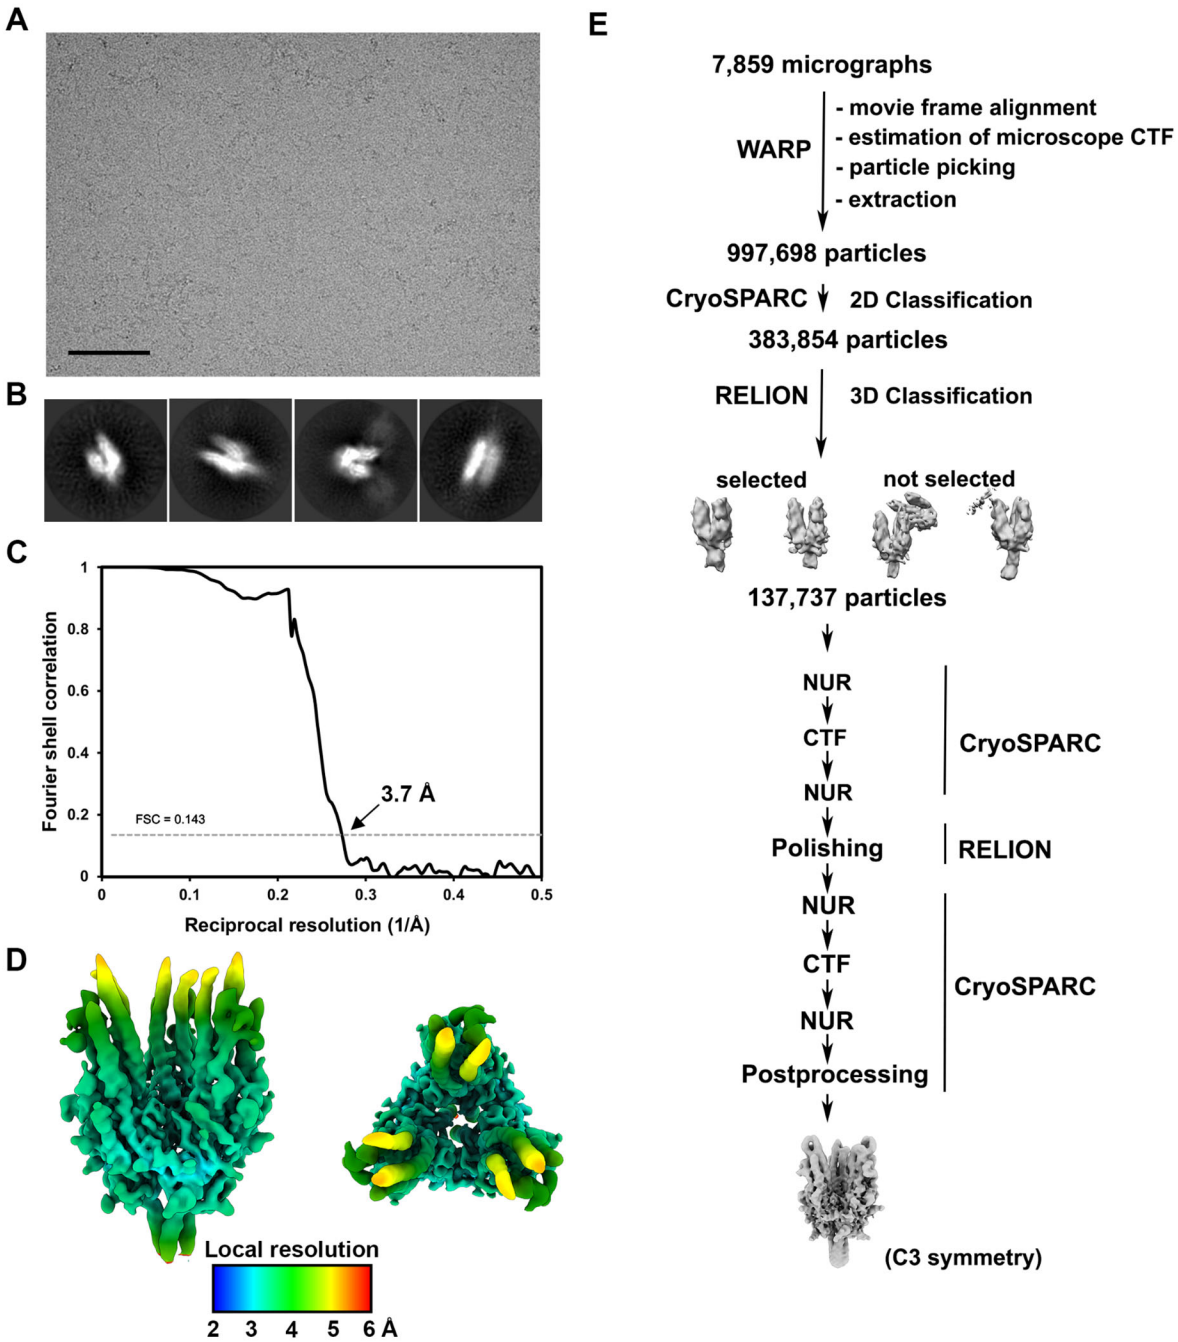 A
B
C
1
0.8
0.6
0.4
0.2
0
Fourier shell correlation
FSC = 0.143
3.7 Å
0
0.1
0.2
0.3
0.4
0.5
Reciprocal resolution (1/Å)
D
Local resolution
2 3 4 5 6 Å
E
7,859 micrographs
WARP
- movie frame alignment
- estimation of microscope CTF
- particle picking
- extraction
997,698 particles
CryoSPARC
2D Classification
383,854 particles
RELION
3D Classification
selected
not selected
137,737 particles
NUR
CTF
NUR
CryoSPARC
Polishing
RELION
NUR
CTF
NUR
Postprocessing
CryoSPARC
(C3 symmetry)